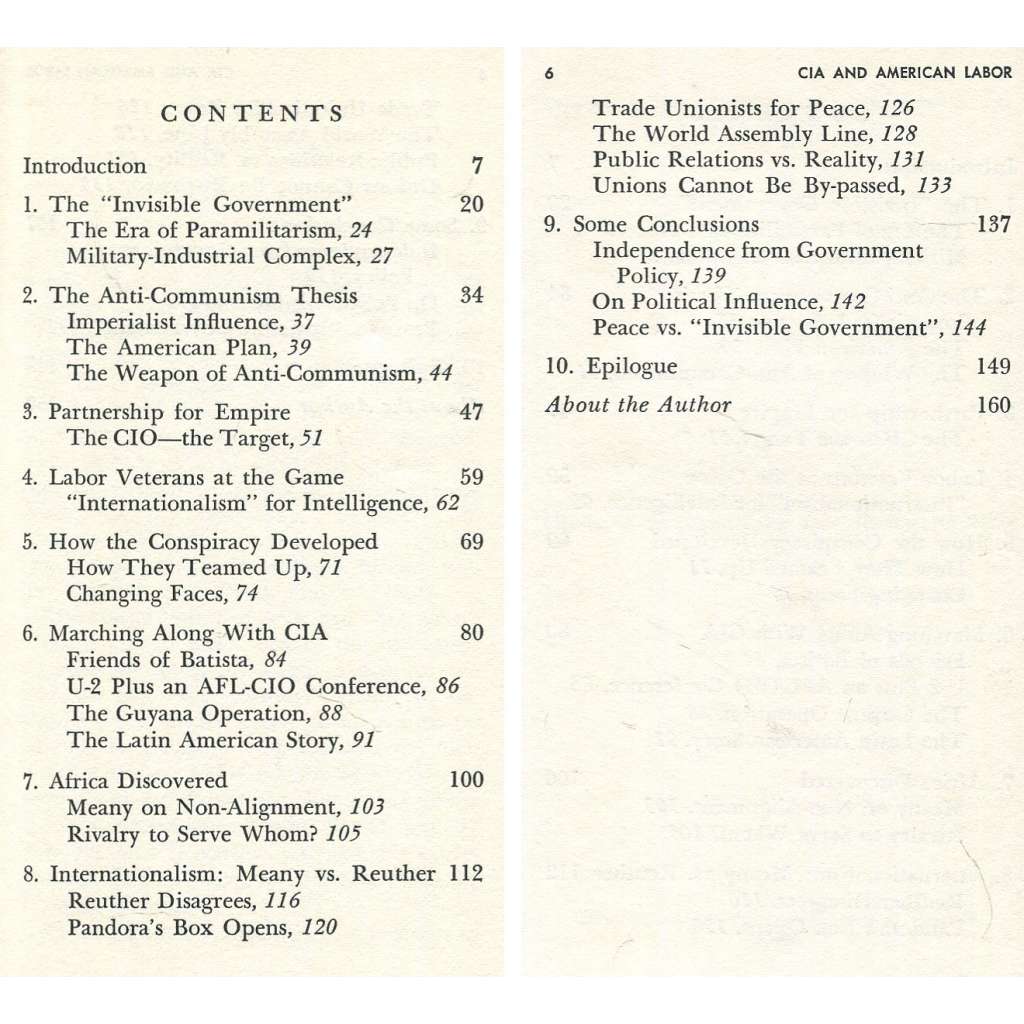 CONTENTS
Introduction 7
1. The “Invisible Government” 20
The Era of Paramilitarism, 24
Military-Industrial Complex, 27
2. The Anti-Communism Thesis 34
Imperialist Influence, 37
The American Plan, 39
The Weapon of Anti-Communism, 44
3. Partnership for Empire 47
The CIO—the Target, 51
4. Labor Veterans at the Game 59
“Internationalism” for Intelligence, 62
5. How the Conspiracy Developed 69
How They Teamed Up, 71
Changing Faces, 74
6. Marching Along With CIA 80
Friends of Batista, 84
U-2 Plus an AFL-CIO Conference, 86
The Guyana Operation, 88
The Latin American Story, 91
7. Africa Discovered 100
Meany on Non-Alignment, 103
Rivalry to Serve Whom? 105
8. Internationalism: Meany vs. Reuther 112
Reuther Disagrees, 116
Pandora’s Box Opens, 120
6 CIA AND AMERICAN LABOR
Trade Unionists for Peace, 126
The World Assembly Line, 128
Public Relations vs. Reality, 131
Unions Cannot Be By-passed, 133
9. Some Conclusions 137
Independence from Government
Policy, 139
On Political Influence, 142
Peace vs. “Invisible Government”, 144
10. Epilogue 149
About the Author 160